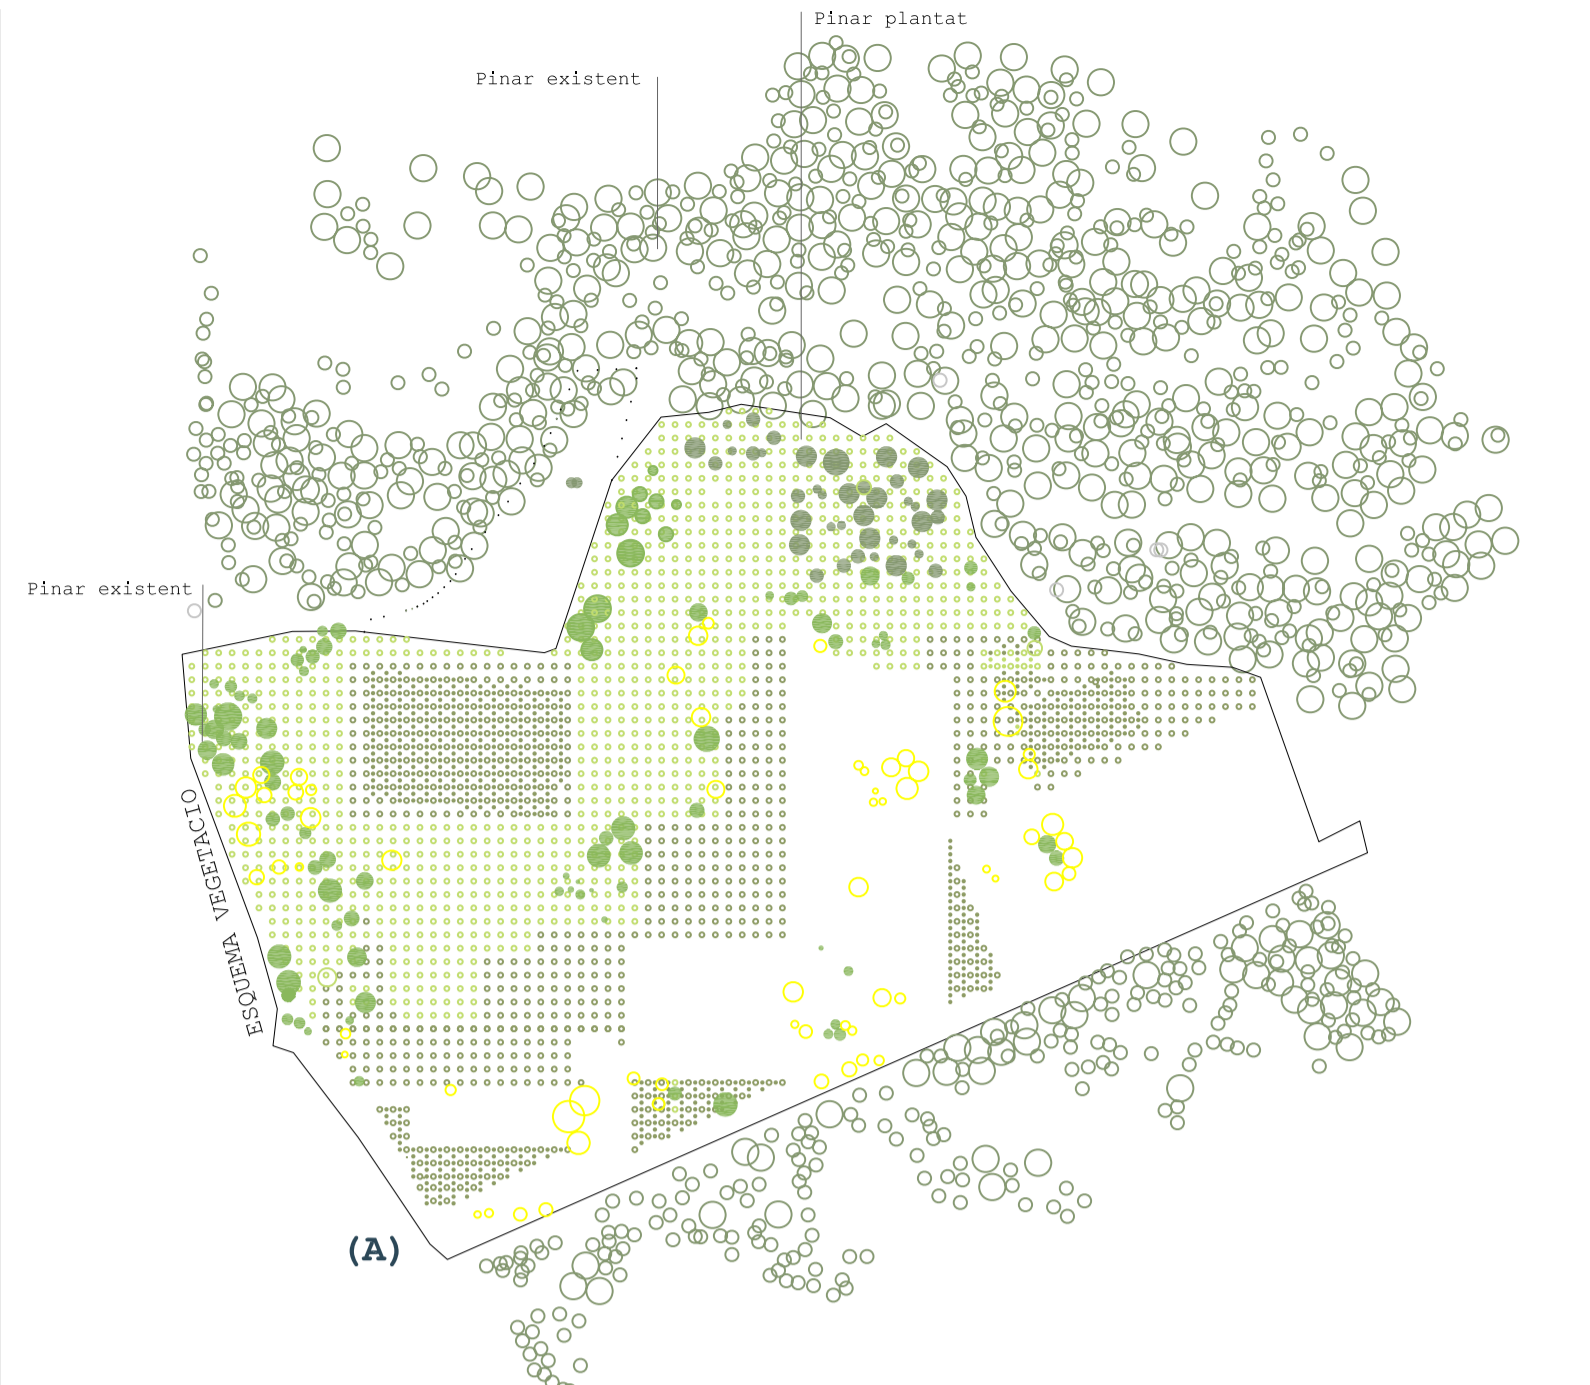 Pinar plantat
Pinar existent
Pinar existent
ESQUEMA VEGETACIO
(A)